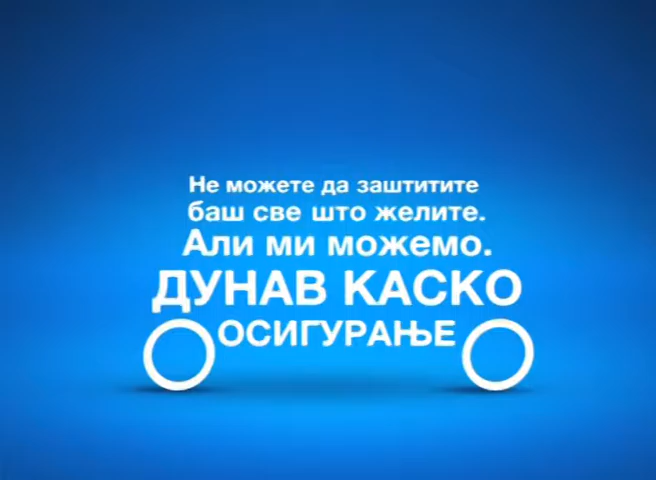 Не можете да заштитите
баш све што желите.
Али ми можемо.
ДУНАВ КАСКО
ОСИГУРАЊЕ